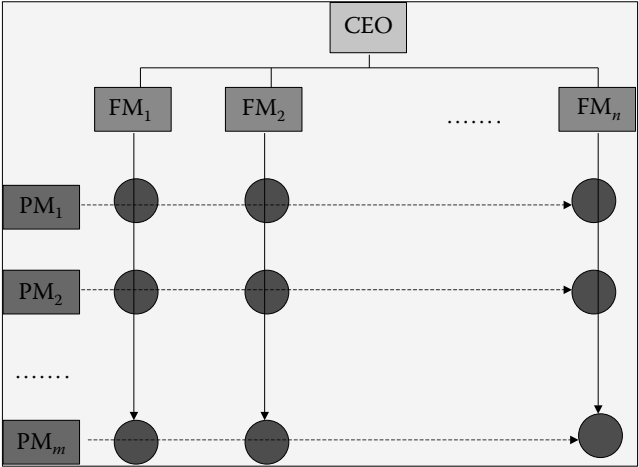 CEO
FM₁ FM₂ ....... FMₙ
PM₁
PM₂
.......
PMₘ